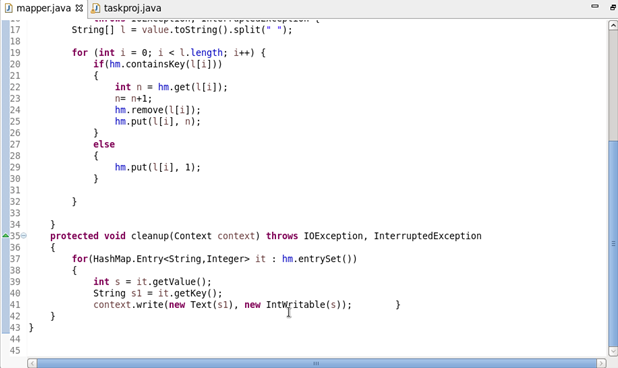 mapper.java taskproj.java
throws IOException, InterruptedException {
17 String[] l = value.toString().split(" ");
18
19 for (int i = 0; i < l.length; i++) {
20 if(hm.containsKey(l[i]))
21 {
22 int n = hm.get(l[i]);
23 n= n+1;
24 hm.remove(l[i]);
25 hm.put(l[i], n);
26 }
27 else
28 {
29 hm.put(l[i], 1);
30 }
31
32 }
33
34 }
35 protected void cleanup(Context context) throws IOException, InterruptedException
36 {
37 for(HashMap.Entry<String,Integer> it : hm.entrySet())
38 {
39 int s = it.getValue();
40 String s1 = it.getKey();
41 context.write(new Text(s1), new IntWritable(s)); }
42 }
43 }
44
45